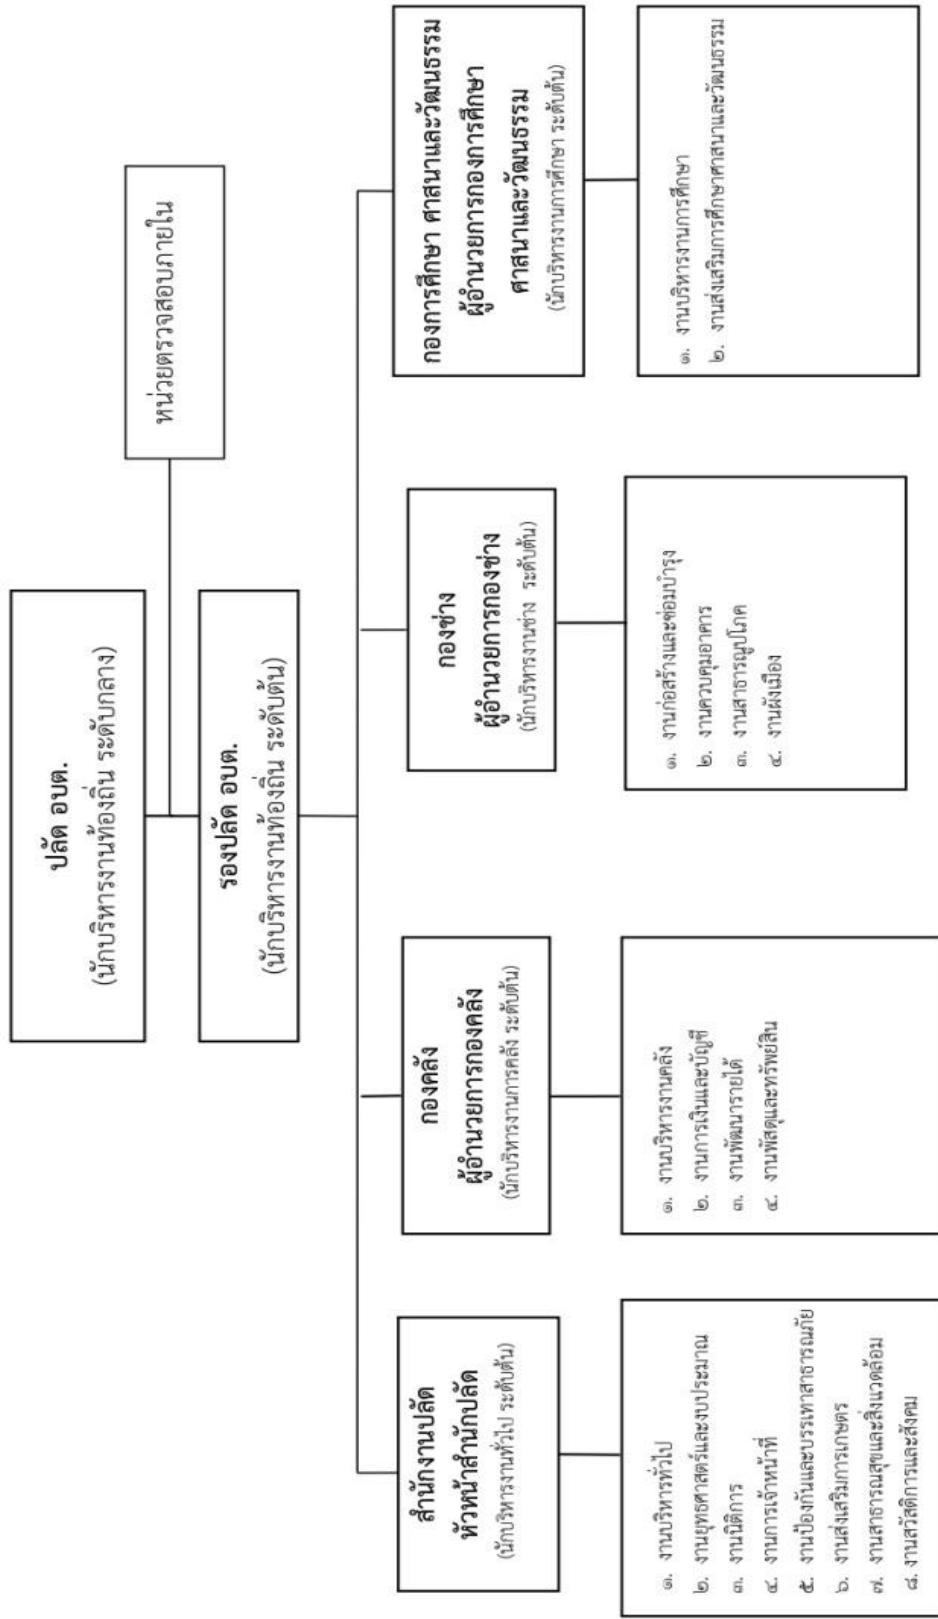 ปลัด อบต.
(นักบริหารงานท้องถิ่น ระดับกลาง)
หน่วยตรวจสอบภายใน
รองปลัด อบต.
(นักบริหารงานท้องถิ่น ระดับต้น)
สำนักงานปลัด
หัวหน้าสำนักปลัด
(นักบริหารงานทั่วไป ระดับต้น)
๑. งานบริหารทั่วไป
๒. งานยุทธศาสตร์และงบประมาณ
๓. งานนิติการ
๔. งานการเจ้าหน้าที่
๕. งานป้องกันและบรรเทาสาธารณภัย
๖. งานส่งเสริมการเกษตร
๗. งานสาธารณสุขและสิ่งแวดล้อม
๘. งานสวัสดิการและสังคม
กองคลัง
ผู้อำนวยการกองคลัง
(นักบริหารงานการคลัง ระดับต้น)
๑. งานบริหารงานคลัง
๒. งานการเงินและบัญชี
๓. งานพัฒนารายได้
๔. งานพัสดุและทรัพย์สิน
กองช่าง
ผู้อำนวยการกองช่าง
(นักบริหารงานช่าง ระดับต้น)
๑. งานก่อสร้างและซ่อมบำรุง
๒. งานควบคุมอาคาร
๓. งานสาธารณูปโภค
๔. งานผังเมือง
กองการศึกษา ศาสนาและวัฒนธรรม
ผู้อำนวยการกองการศึกษา
ศาสนาและวัฒนธรรม
(นักบริหารงานการศึกษา ระดับต้น)
๑. งานบริหารงานการศึกษา
๒. งานส่งเสริมการศึกษาศาสนาและวัฒนธรรม